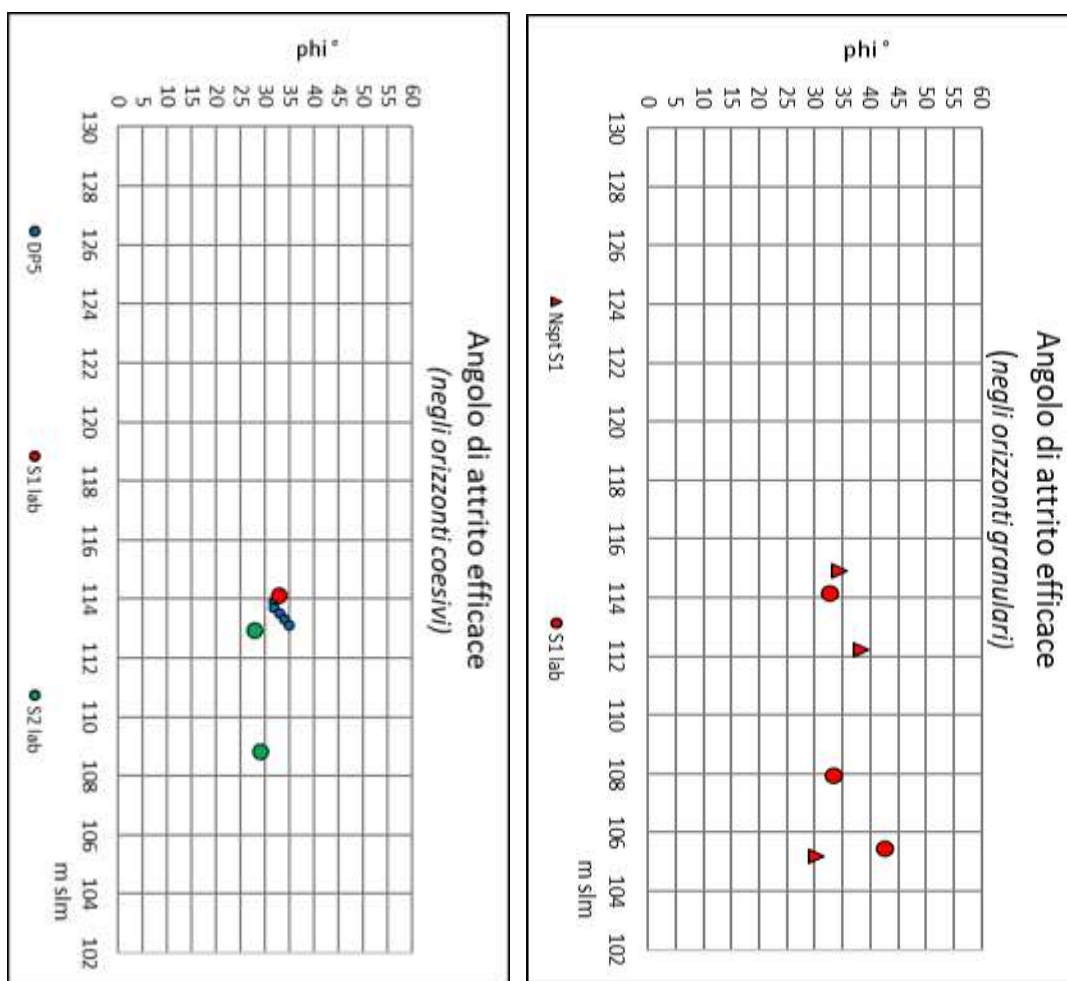 Angolo di attrito efficace
(negli orizzonti coesivi)
phi °
0 5 10 15 20 25 30 35 40 45 50 55 60
130 128 126 124 122 120 118 116 114 112 110 108 106 104 102
m slm
DP5 S1 lab S2 lab
Angolo di attrito efficace
(negli orizzonti granulari)
phi °
0 5 10 15 20 25 30 35 40 45 50 55 60
130 128 126 124 122 120 118 116 114 112 110 108 106 104 102
m slm
Nspt S1 S1 lab